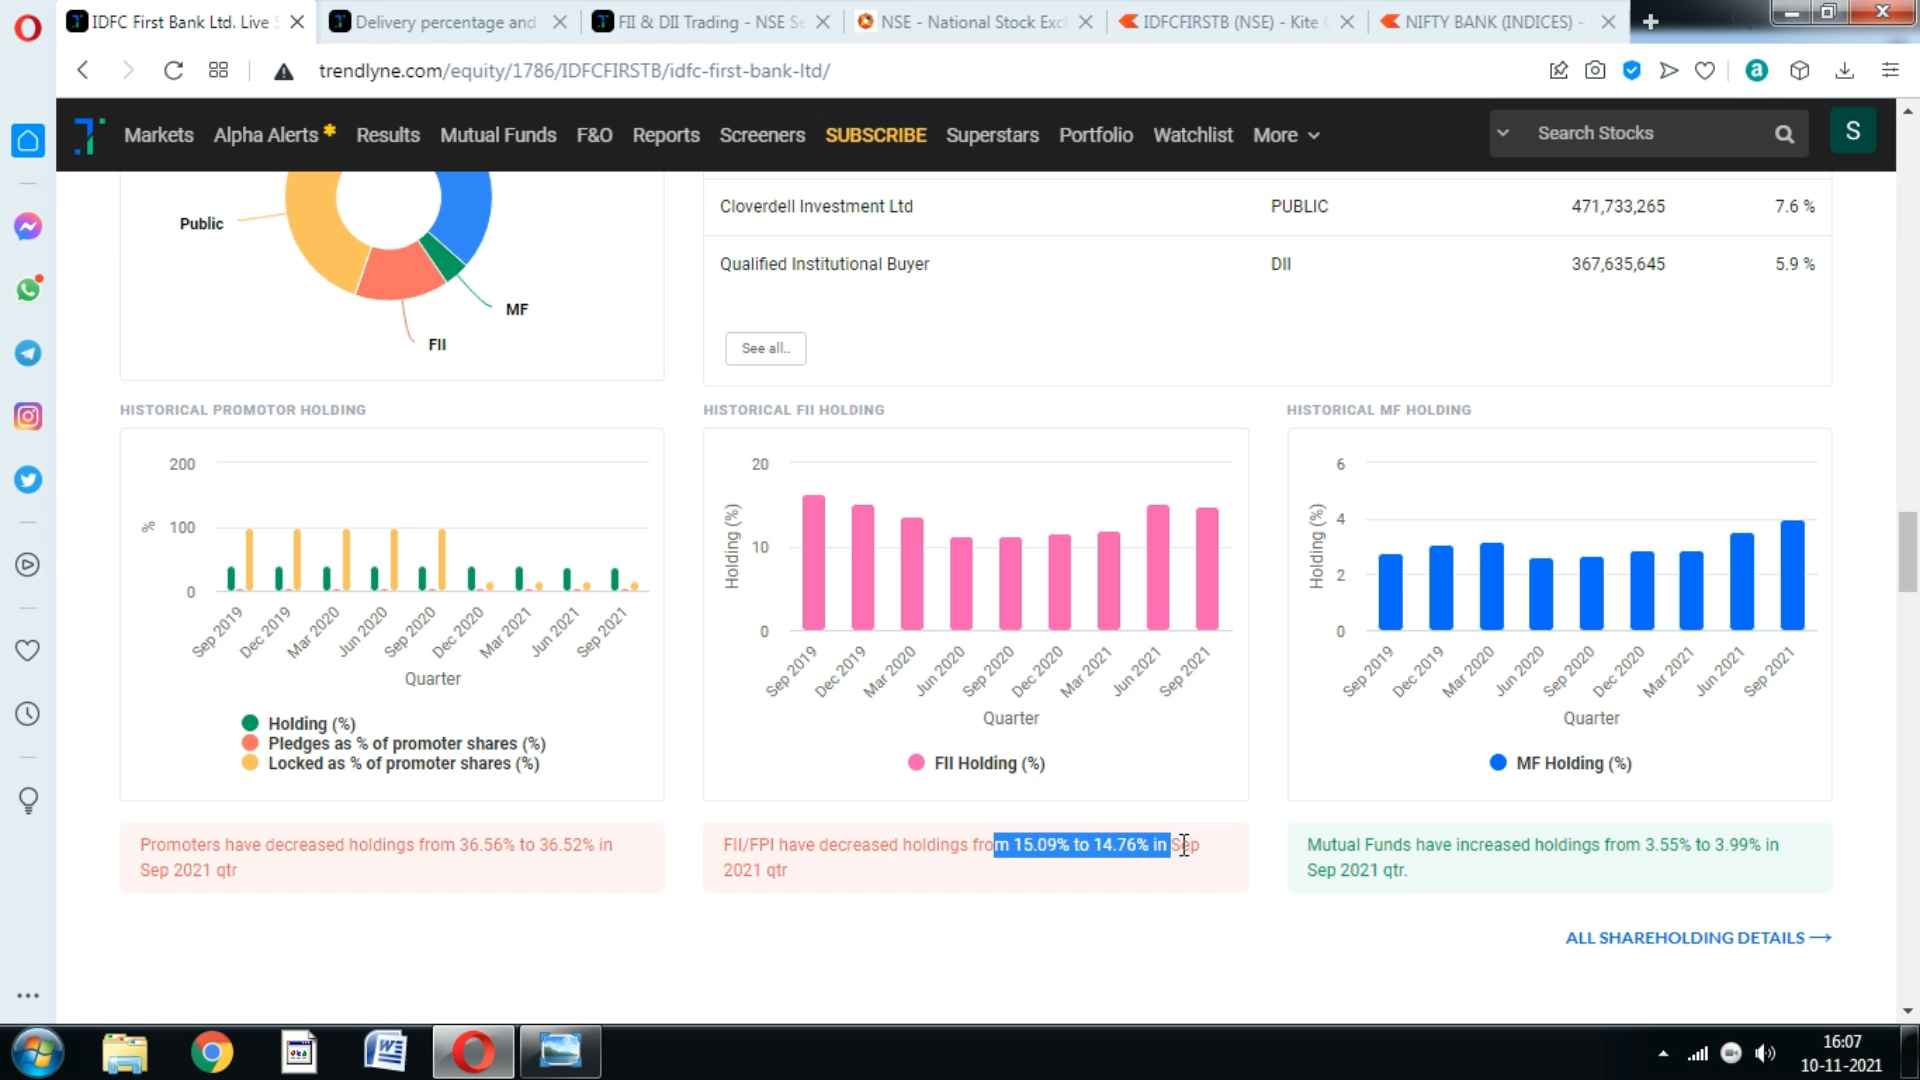 IDFC First Bank Ltd. Live S
Delivery percentage and
FII & DII Trading - NSE Se
NSE - National Stock Exc
IDFCFIRSTB (NSE) - Kite C
NIFTY BANK (INDICES) -
trendlyne.com/equity/1786/IDFCFIRSTB/idfc-first-bank-ltd/
a
Markets
Alpha Alerts
Results
Mutual Funds
F&O
Reports
Screeners
SUBSCRIBE
Superstars
Portfolio
Watchlist
More
Search Stocks
S
Public
MF
FII
Cloverdell Investment Ltd PUBLIC 471,733,265 7.6 %
Qualified Institutional Buyer DII 367,635,645 5.9 %
See all..
HISTORICAL PROMOTOR HOLDING
200
100
0
%
Sep 2019
Dec 2019
Mar 2020
Jun 2020
Sep 2020
Dec 2020
Mar 2021
Jun 2021
Sep 2021
Quarter
Holding (%)
Pledges as % of promoter shares (%)
Locked as % of promoter shares (%)
Promoters have decreased holdings from 36.56% to 36.52% in
Sep 2021 qtr
HISTORICAL FII HOLDING
20
10
0
Holding (%)
Sep 2019
Dec 2019
Mar 2020
Jun 2020
Sep 2020
Dec 2020
Mar 2021
Jun 2021
Sep 2021
Quarter
FII Holding (%)
FII/FPI have decreased holdings from 15.09% to 14.76% in Sep
2021 qtr
HISTORICAL MF HOLDING
6
4
2
0
Holding (%)
Sep 2019
Dec 2019
Mar 2020
Jun 2020
Sep 2020
Dec 2020
Mar 2021
Jun 2021
Sep 2021
Quarter
MF Holding (%)
Mutual Funds have increased holdings from 3.55% to 3.99% in
Sep 2021 qtr.
ALL SHAREHOLDING DETAILS
16:07
10-11-2021